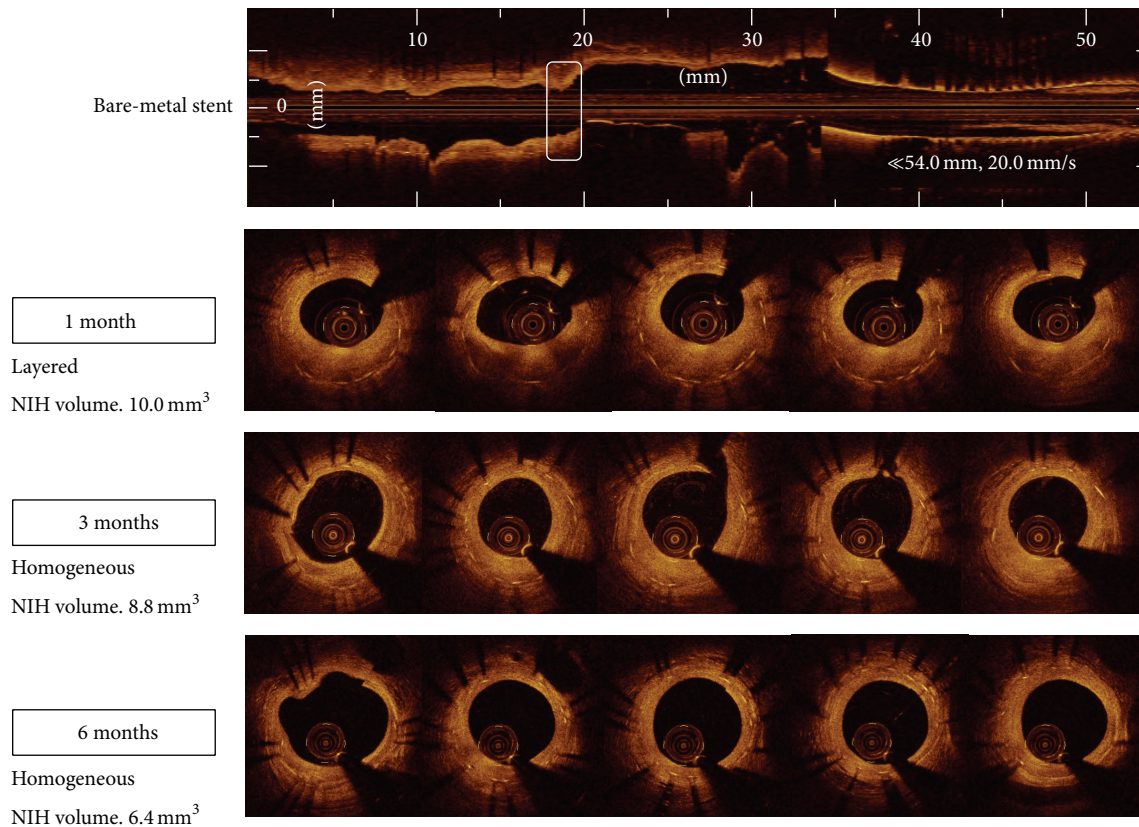 10 20 30 40 50
(mm)
Bare-metal stent
0
(mm)
≪54.0 mm, 20.0 mm/s
1 month
Layered
NIH volume. 10.0 mm³
3 months
Homogeneous
NIH volume. 8.8 mm³
6 months
Homogeneous
NIH volume. 6.4 mm³